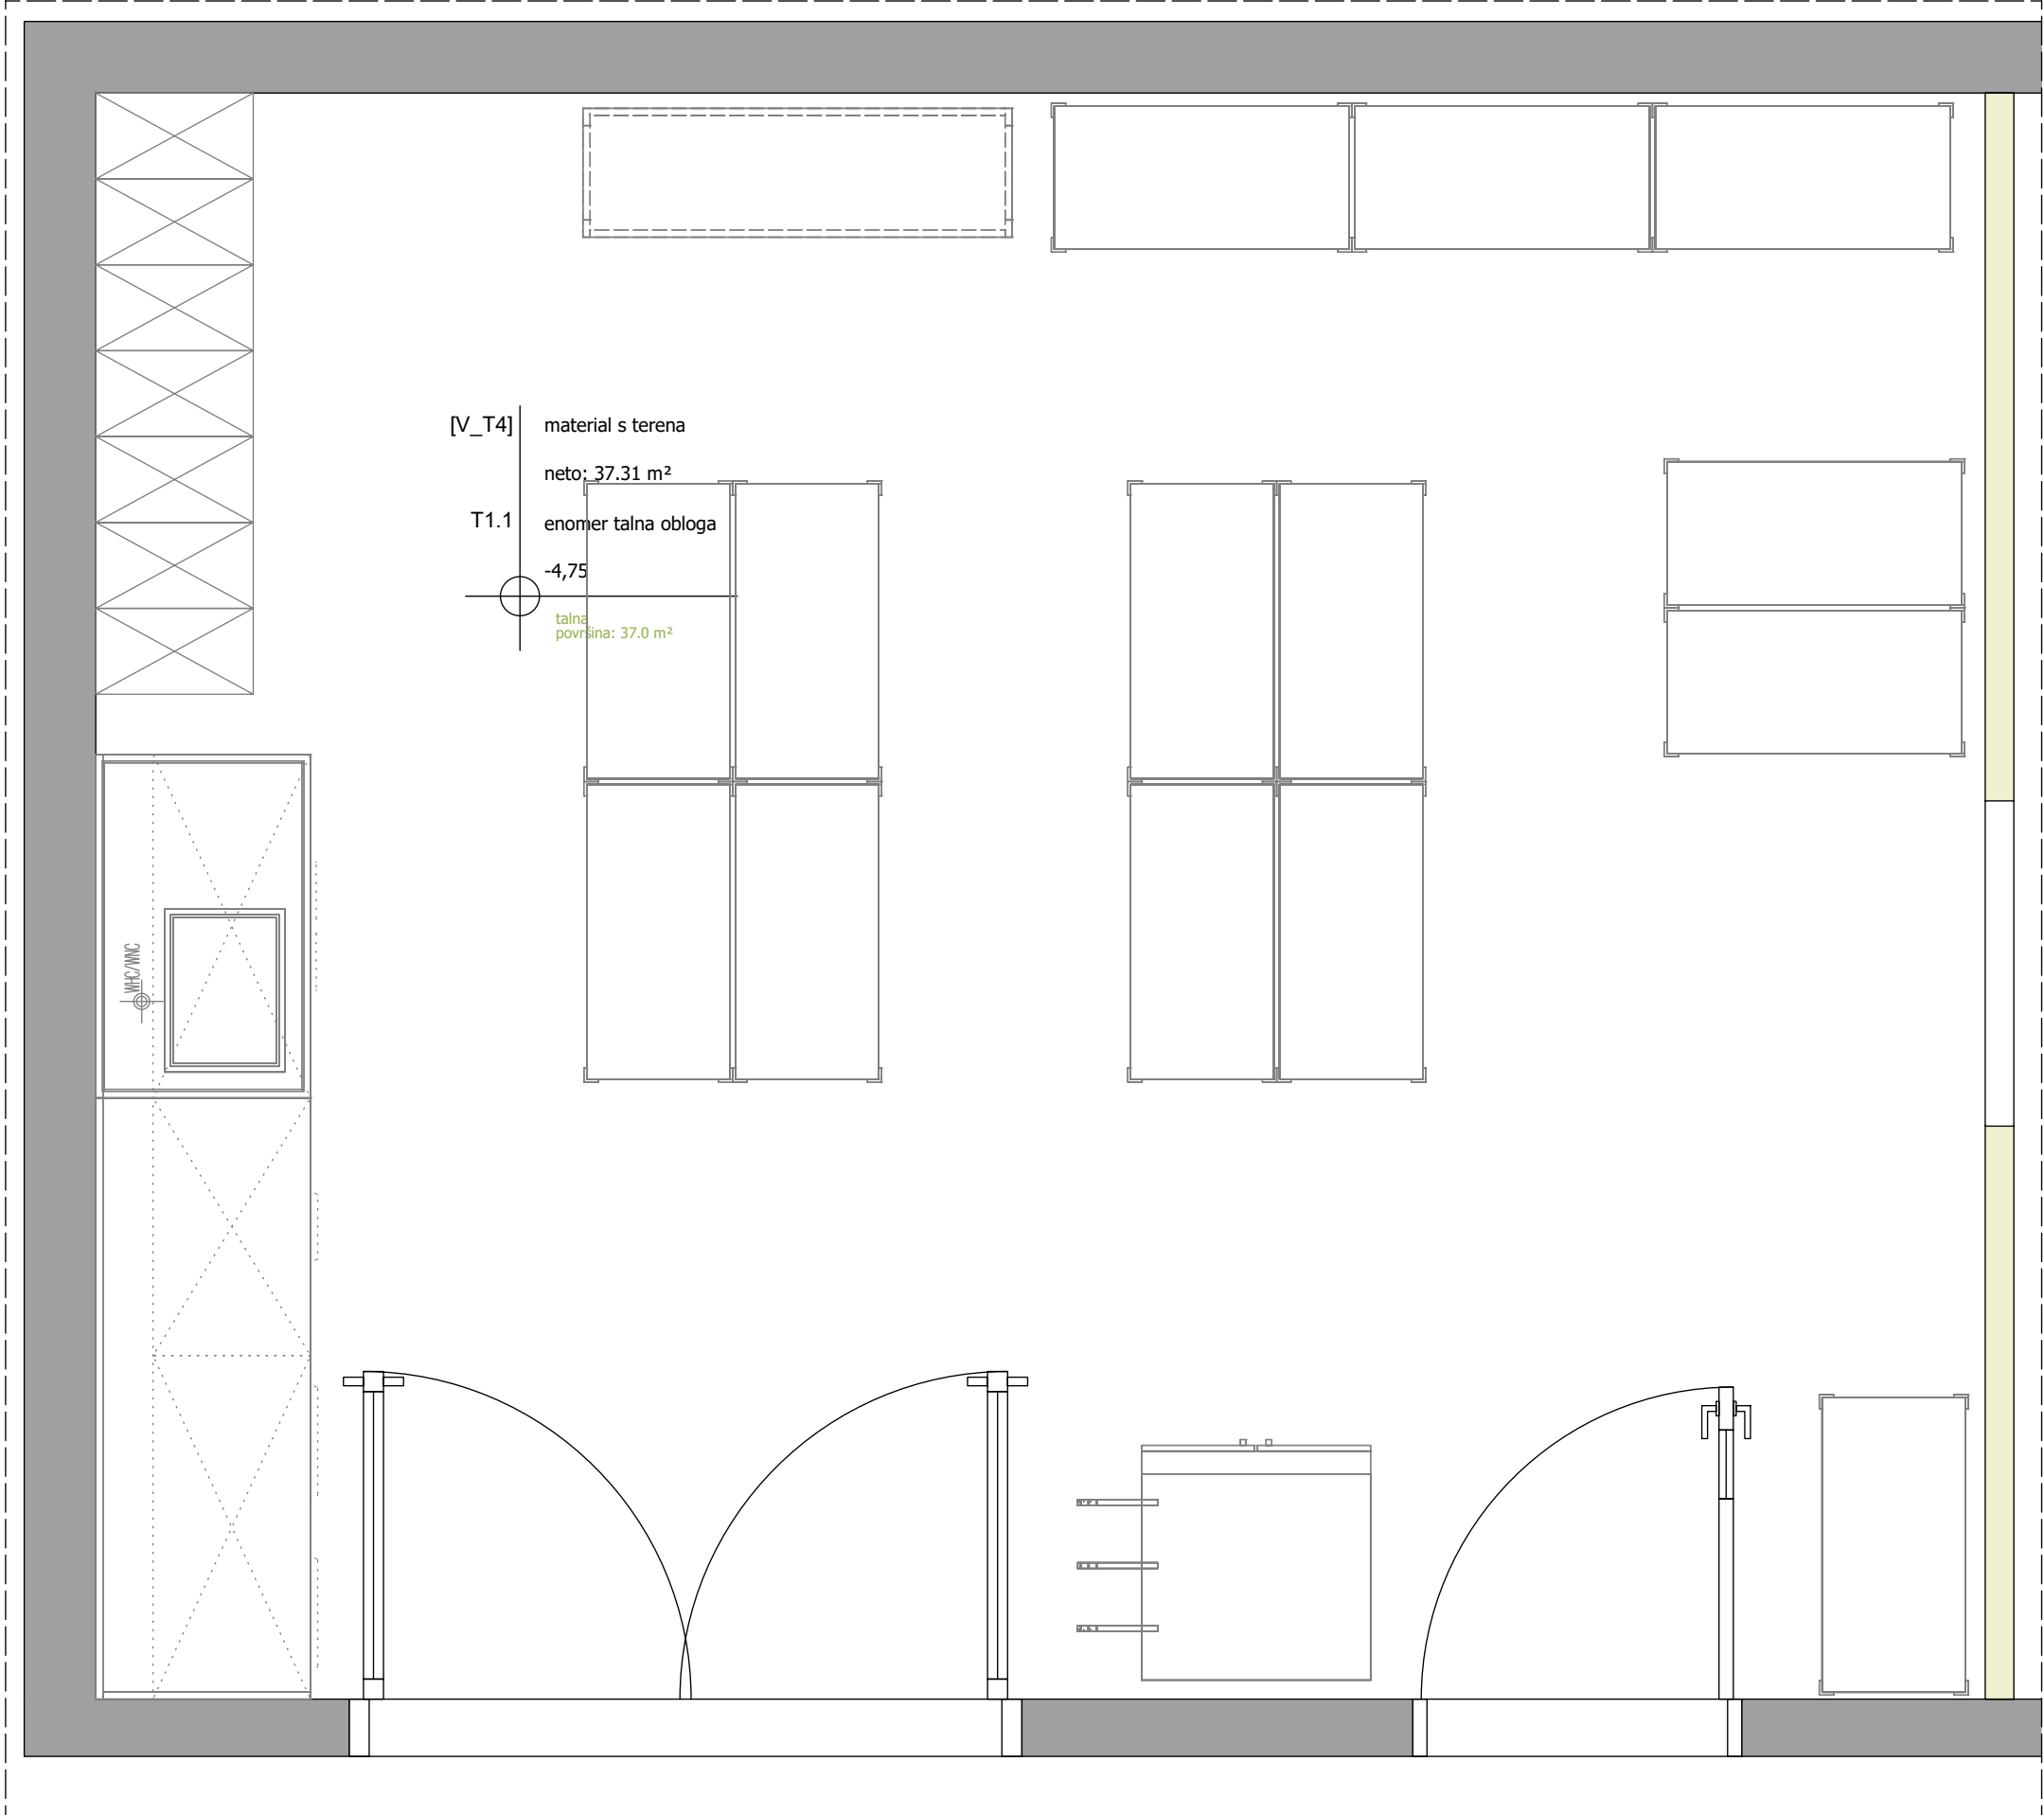 [V_T4] material s terena
neto: 37.31 m²
T1.1 enomer talna obloga
-4,75
talna
površina: 37.0 m²
WHC/WNC